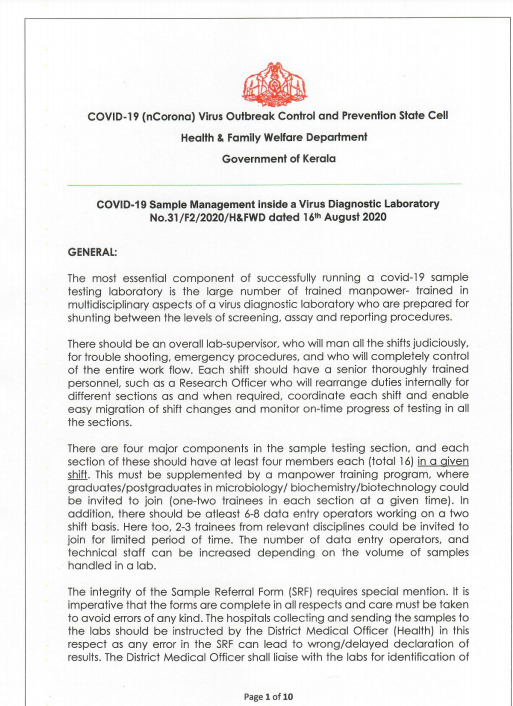 COVID-19 (nCorona) Virus Outbreak Control and Prevention State Cell
Health & Family Welfare Department
Government of Kerala
COVID-19 Sample Management inside a Virus Diagnostic Laboratory
No.31/F2/2020/H&FWD dated 16th August 2020
GENERAL:
The most essential component of successfully running a covid-19 sample
testing laboratory is the large number of trained manpower- trained in
multidisciplinary aspects of a virus diagnostic laboratory who are prepared for
shunting between the levels of screening, assay and reporting procedures.
There should be an overall lab-supervisor, who will man all the shifts judiciously,
for trouble shooting, emergency procedures, and who will completely control
of the entire work flow. Each shift should have a senior thoroughly trained
personnel, such as a Research Officer who will rearrange duties internally for
different sections as and when required, coordinate each shift and enable
easy migration of shift changes and monitor on-time progress of testing in all
the sections.
There are four major components in the sample testing section, and each
section of these should have at least four members each (total 16) in a given
shift. This must be supplemented by a manpower training program, where
graduates/postgraduates in microbiology/ biochemistry/biotechnology could
be invited to join (one-two trainees in each section at a given time). In
addition, there should be atleast 6-8 data entry operators working on a two
shift basis. Here too, 2-3 trainees from relevant disciplines could be invited to
join for limited period of time. The number of data entry operators, and
technical staff can be increased depending on the volume of samples
handled in a lab.
The integrity of the Sample Referral Form (SRF) requires special mention. It is
imperative that the forms are complete in all respects and care must be taken
to avoid errors of any kind. The hospitals collecting and sending the samples to
the labs should be instructed by the District Medical Officer (Health) in this
respect as any error in the SRF can lead to wrong/delayed declaration of
results. The District Medical Officer shall liaise with the labs for identification of
Page 1 of 10